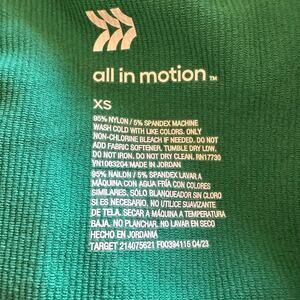 all in motion™
XS
95% NYLON / 5% SPANDEX MACHINE
WASH COLD WITH LIKE COLORS. ONLY
NON-CHLORINE BLEACH IF NEEDED. DO NOT
ADD FABRIC SOFTENER. TUMBLE DRY LOW.
DO NOT IRON. DO NOT DRY CLEAN. RN17730
VN1063204 MADE IN JORDAN
95% NAILON / 5% SPANDEX LAVAR A
MÁQUINA CON AGUA FRÍA CON COLORES
SIMILARES. SÓLO BLANQUEADOR SIN CLORO
SI ES NECESARIO. NO UTILICE SUAVIZANTE
DE TELA. SECAR A MÁQUINA A TEMPERATURA
BAJA. NO PLANCHAR. NO LAVAR EN SECO
HECHO EN JORDANIA
TARGET 214075621 F00394115 04/23